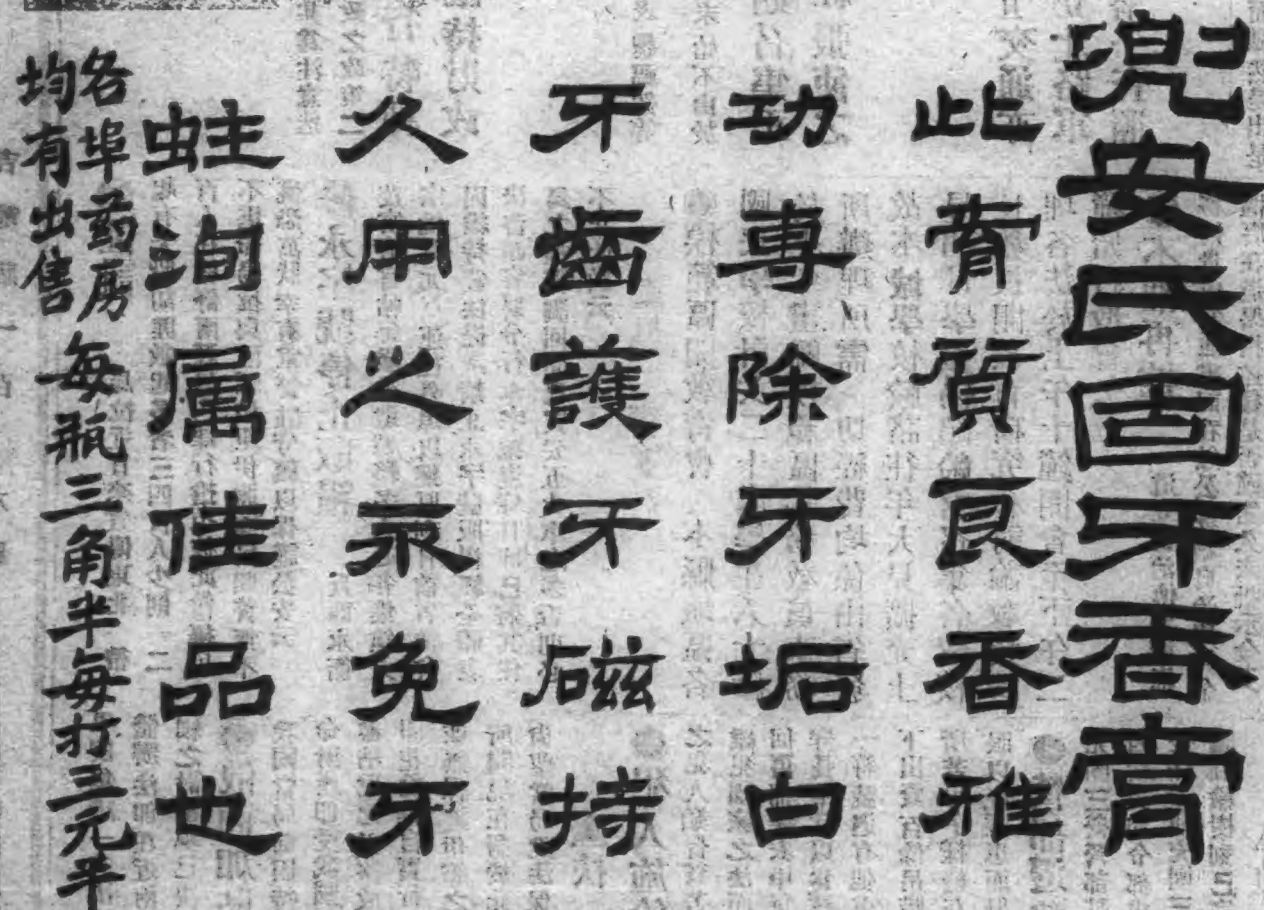 兜安氏固牙香膏
此膏質良香雅
功專除牙垢白
牙齒護牙磁持
久用之永免牙
蛀洵属佳品也
各埠药房
均有出售
每瓶三角半每打三元半